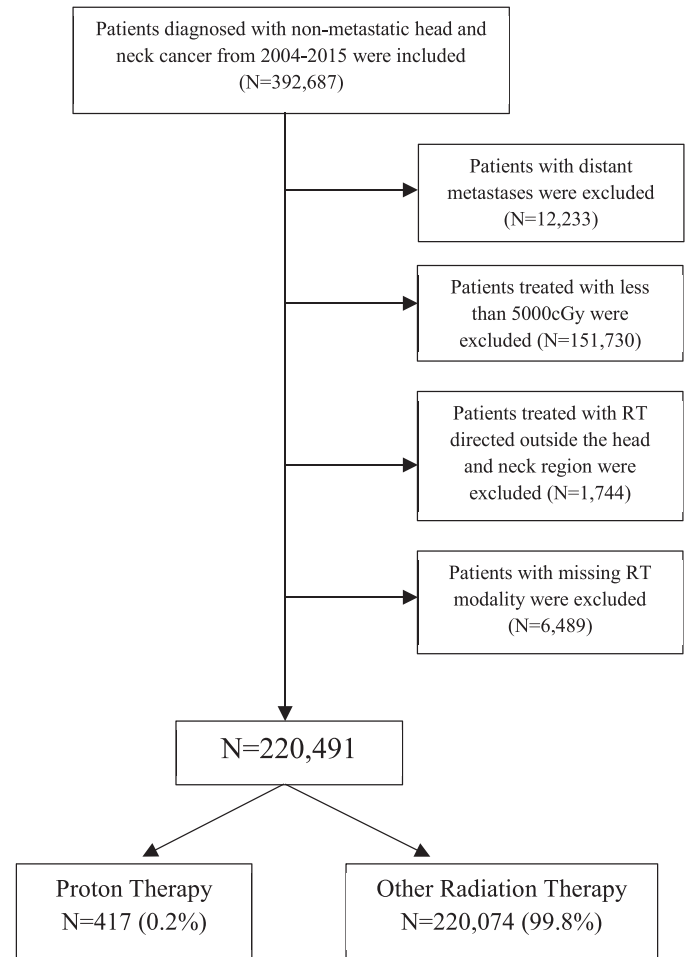 Patients diagnosed with non-metastatic head and
neck cancer from 2004-2015 were included
(N=392,687)
Patients with distant
metastases were excluded
(N=12,233)
Patients treated with less
than 5000cGy were
excluded (N=151,730)
Patients treated with RT
directed outside the head
and neck region were
excluded (N=1,744)
Patients with missing RT
modality were excluded
(N=6,489)
N=220,491
Proton Therapy
N=417 (0.2%)
Other Radiation Therapy
N=220,074 (99.8%)